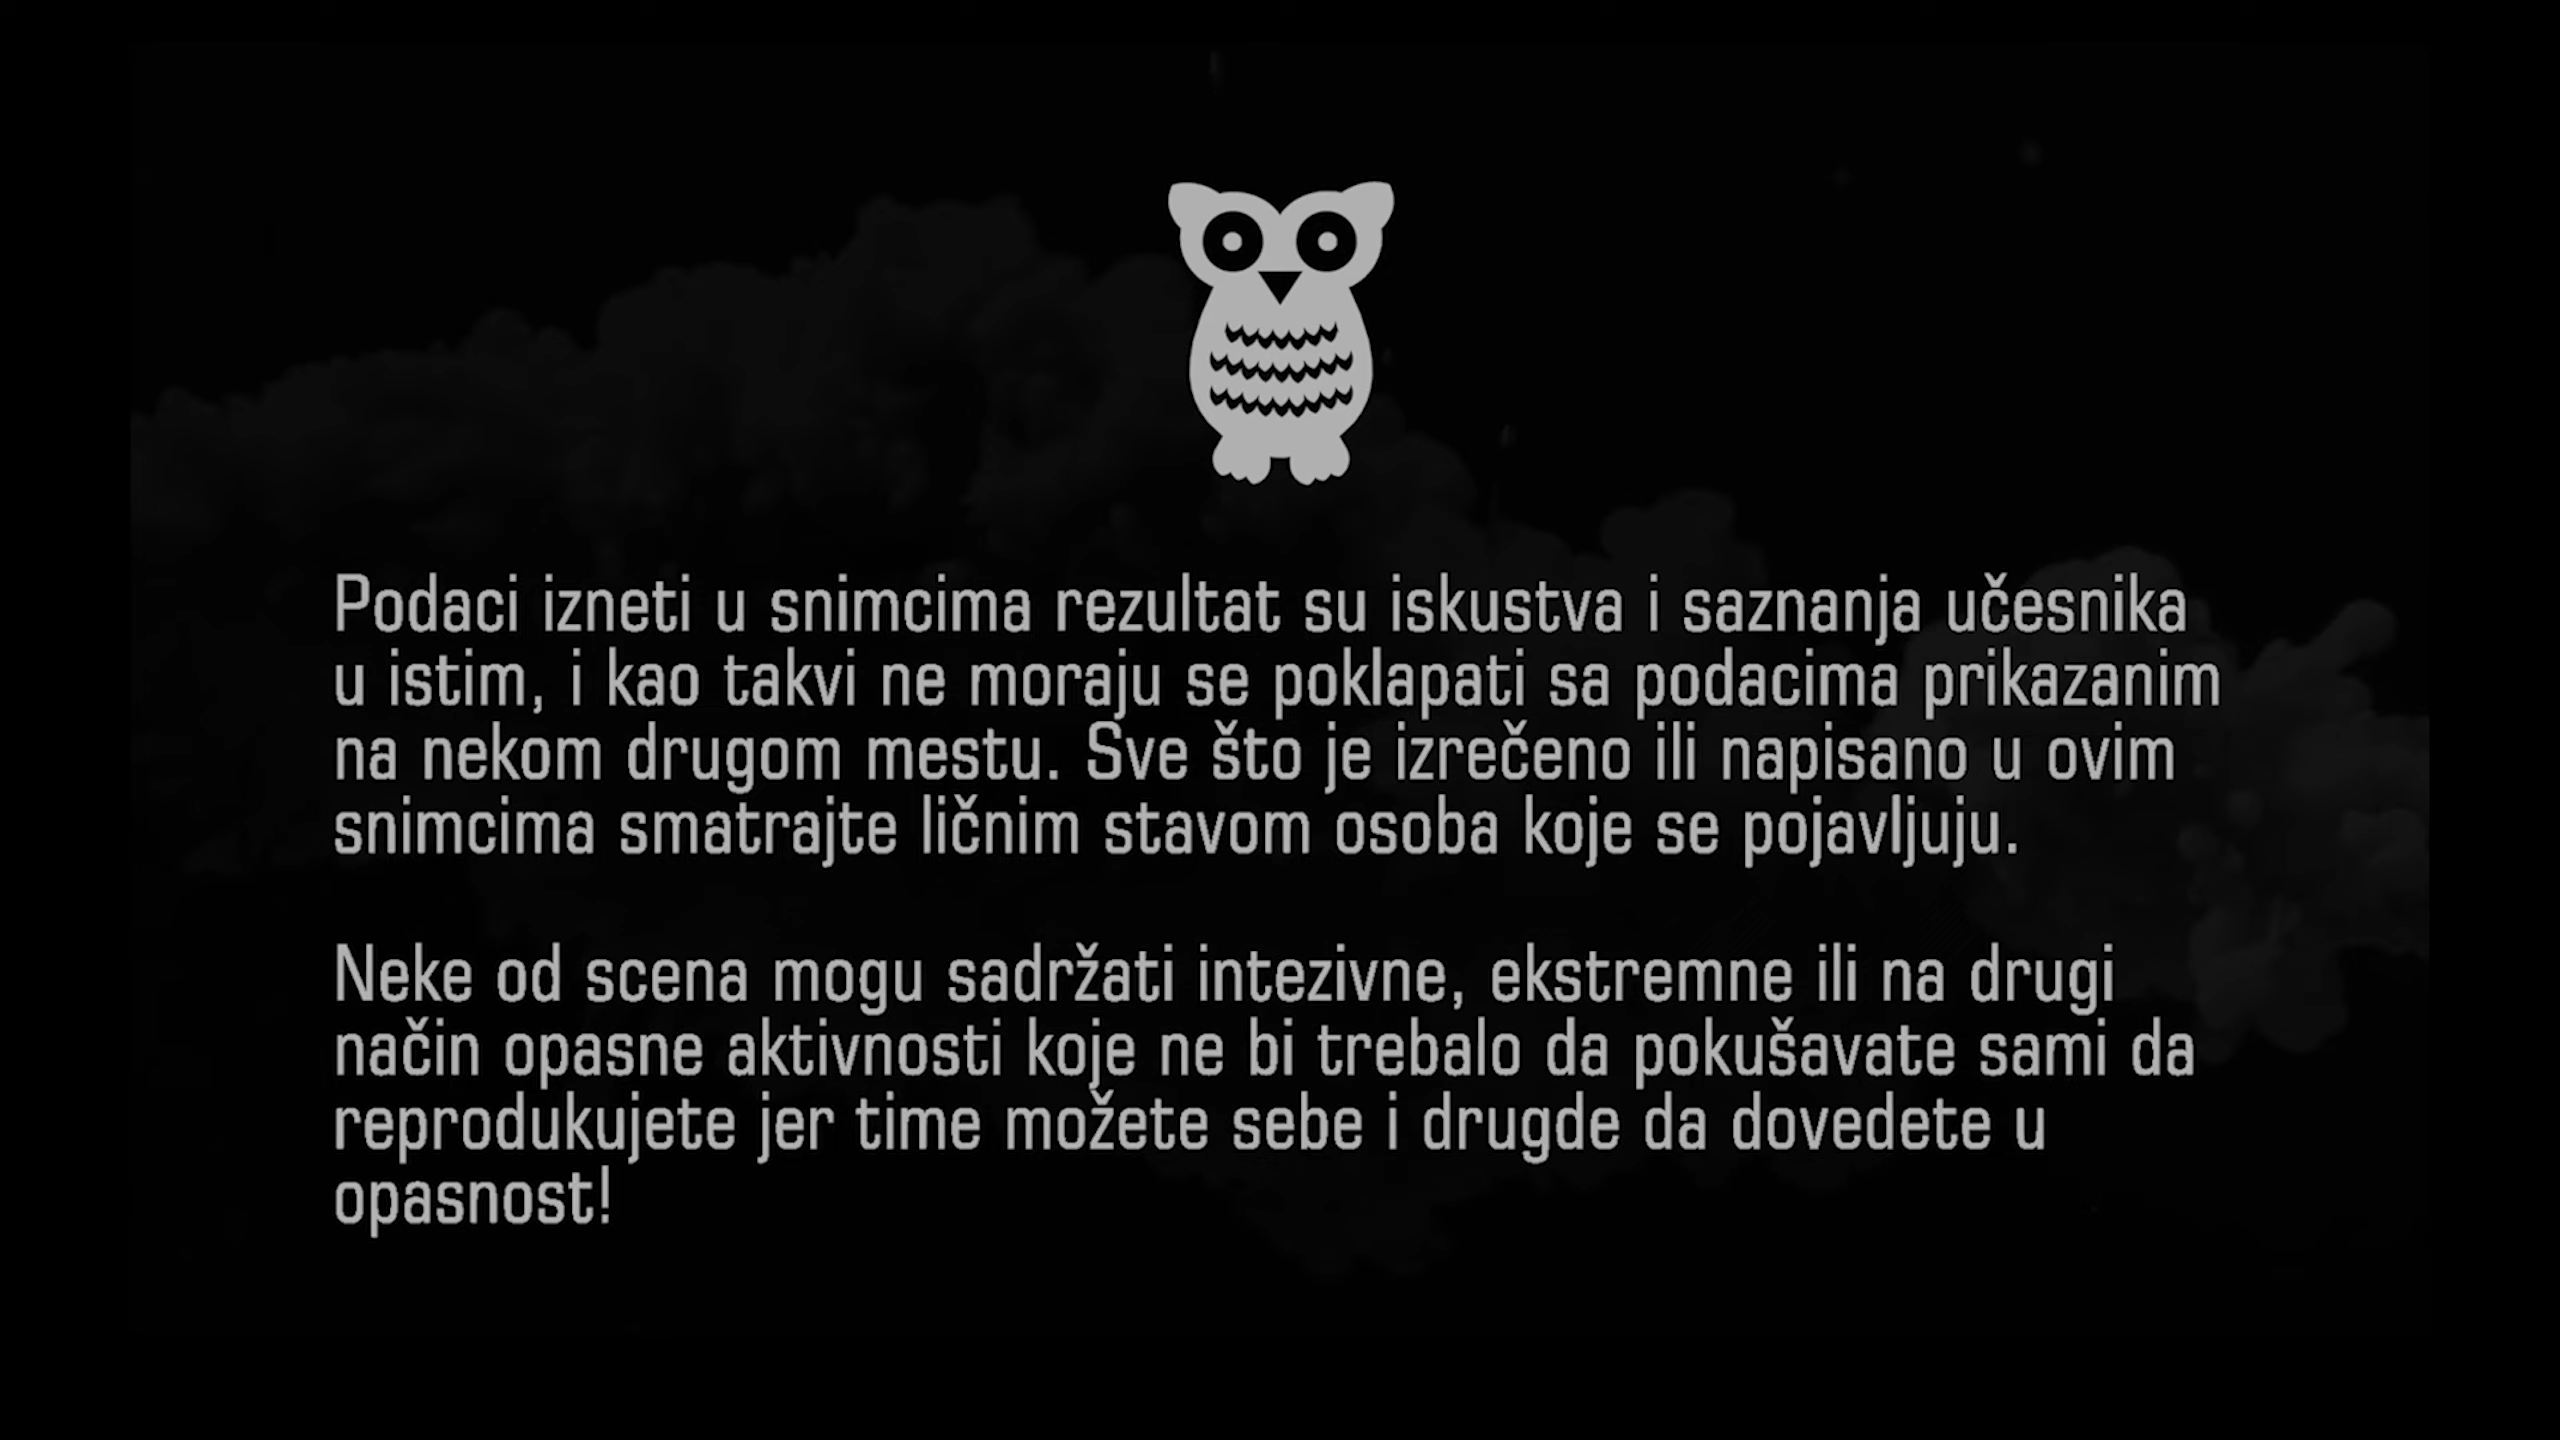 Podaci izneti u snimcima rezultat su iskustva i saznanja učesnika
u istim, i kao takvi ne moraju se poklapati sa podacima prikazanim
na nekom drugom mestu. Sve što je izrečeno ili napisano u ovim
snimcima smatrajte ličnim stavom osoba koje se pojavljuju.
Neke od scena mogu sadržati intezivne, ekstremne ili na drugi
način opasne aktivnosti koje ne bi trebalo da pokušavate sami da
reprodukujete jer time možete sebe i drugde da dovedete u
opasnost!